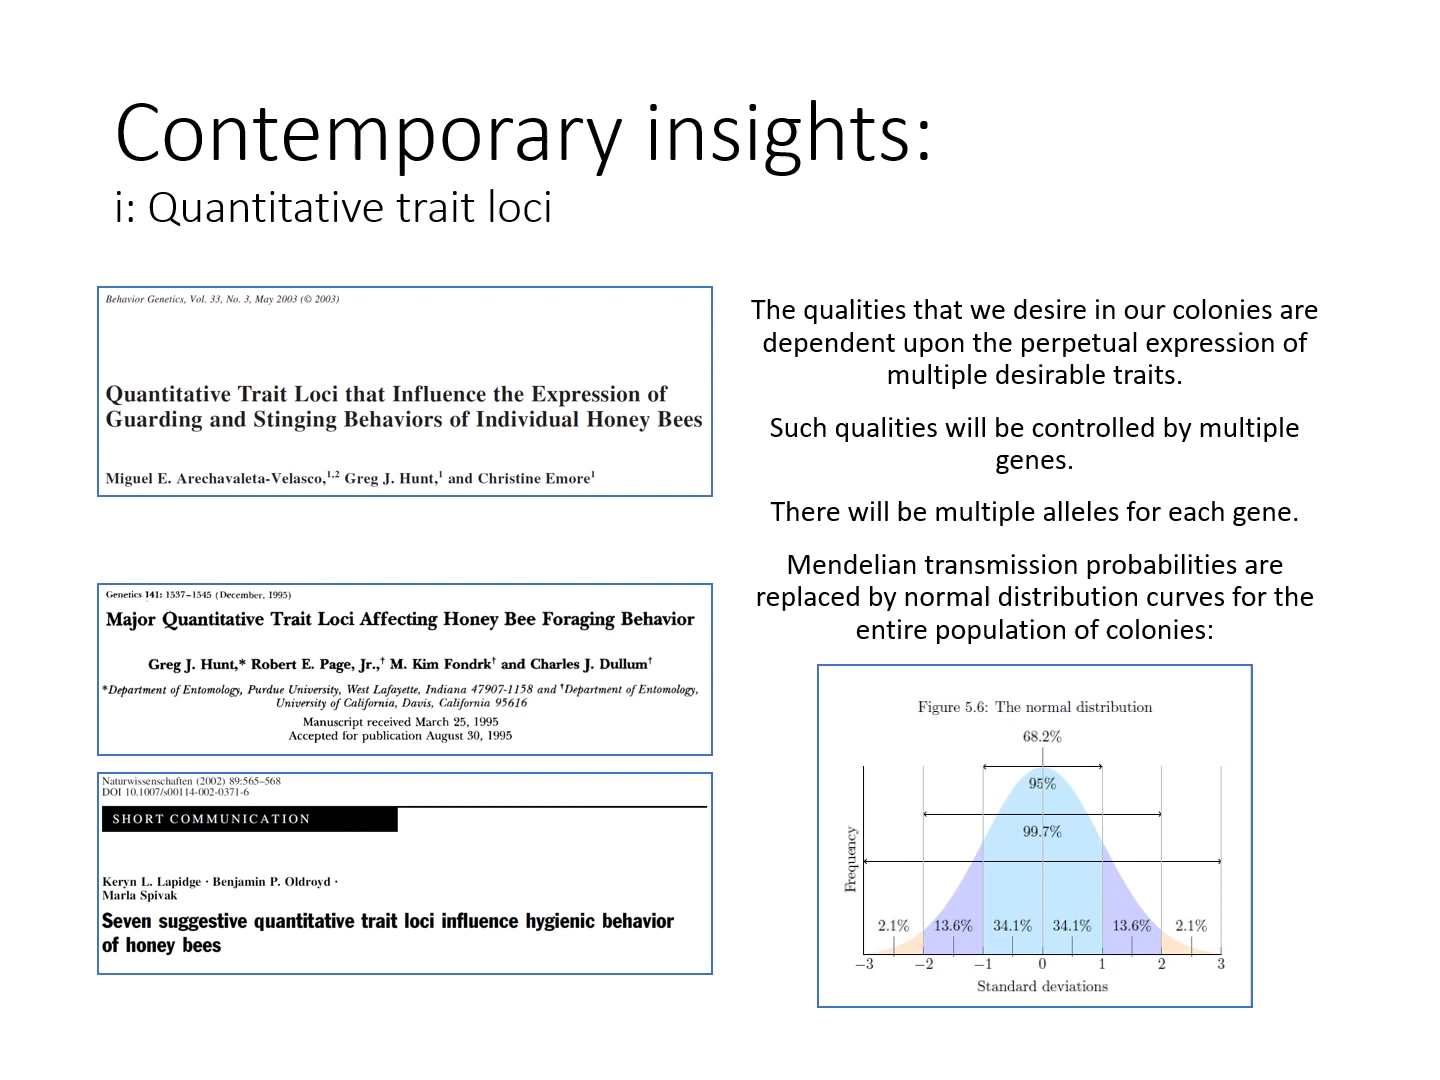 Contemporary insights:
i: Quantitative trait loci
Behavior Genetics, Vol. 33, No. 3, May 2003 (© 2003)
Quantitative Trait Loci that Influence the Expression of
Guarding and Stinging Behaviors of Individual Honey Bees
Miguel E. Arechavaleta-Velasco,1,2 Greg J. Hunt,1 and Christine Emore1
Genetics 141: 1537–1545 (December, 1995)
Major Quantitative Trait Loci Affecting Honey Bee Foraging Behavior
Greg J. Hunt,* Robert E. Page, Jr.,† M. Kim Fondrk† and Charles J. Dullum†
*Department of Entomology, Purdue University, West Lafayette, Indiana 47907-1158 and †Department of Entomology,
University of California, Davis, California 95616
Manuscript received March 25, 1995
Accepted for publication August 30, 1995
Naturwissenschaften (2002) 89:565–568
DOI 10.1007/s00114-002-0371-6
SHORT COMMUNICATION
Keryn L. Lapidge · Benjamin P. Oldroyd ·
Marla Spivak
Seven suggestive quantitative trait loci influence hygienic behavior
of honey bees
The qualities that we desire in our colonies are
dependent upon the perpetual expression of
multiple desirable traits.
Such qualities will be controlled by multiple
genes.
There will be multiple alleles for each gene.
Mendelian transmission probabilities are
replaced by normal distribution curves for the
entire population of colonies:
Figure 5.6: The normal distribution
68.2%
95%
99.7%
Frequency
2.1% 13.6% 34.1% 34.1% 13.6% 2.1%
−3 −2 −1 0 1 2 3
Standard deviations